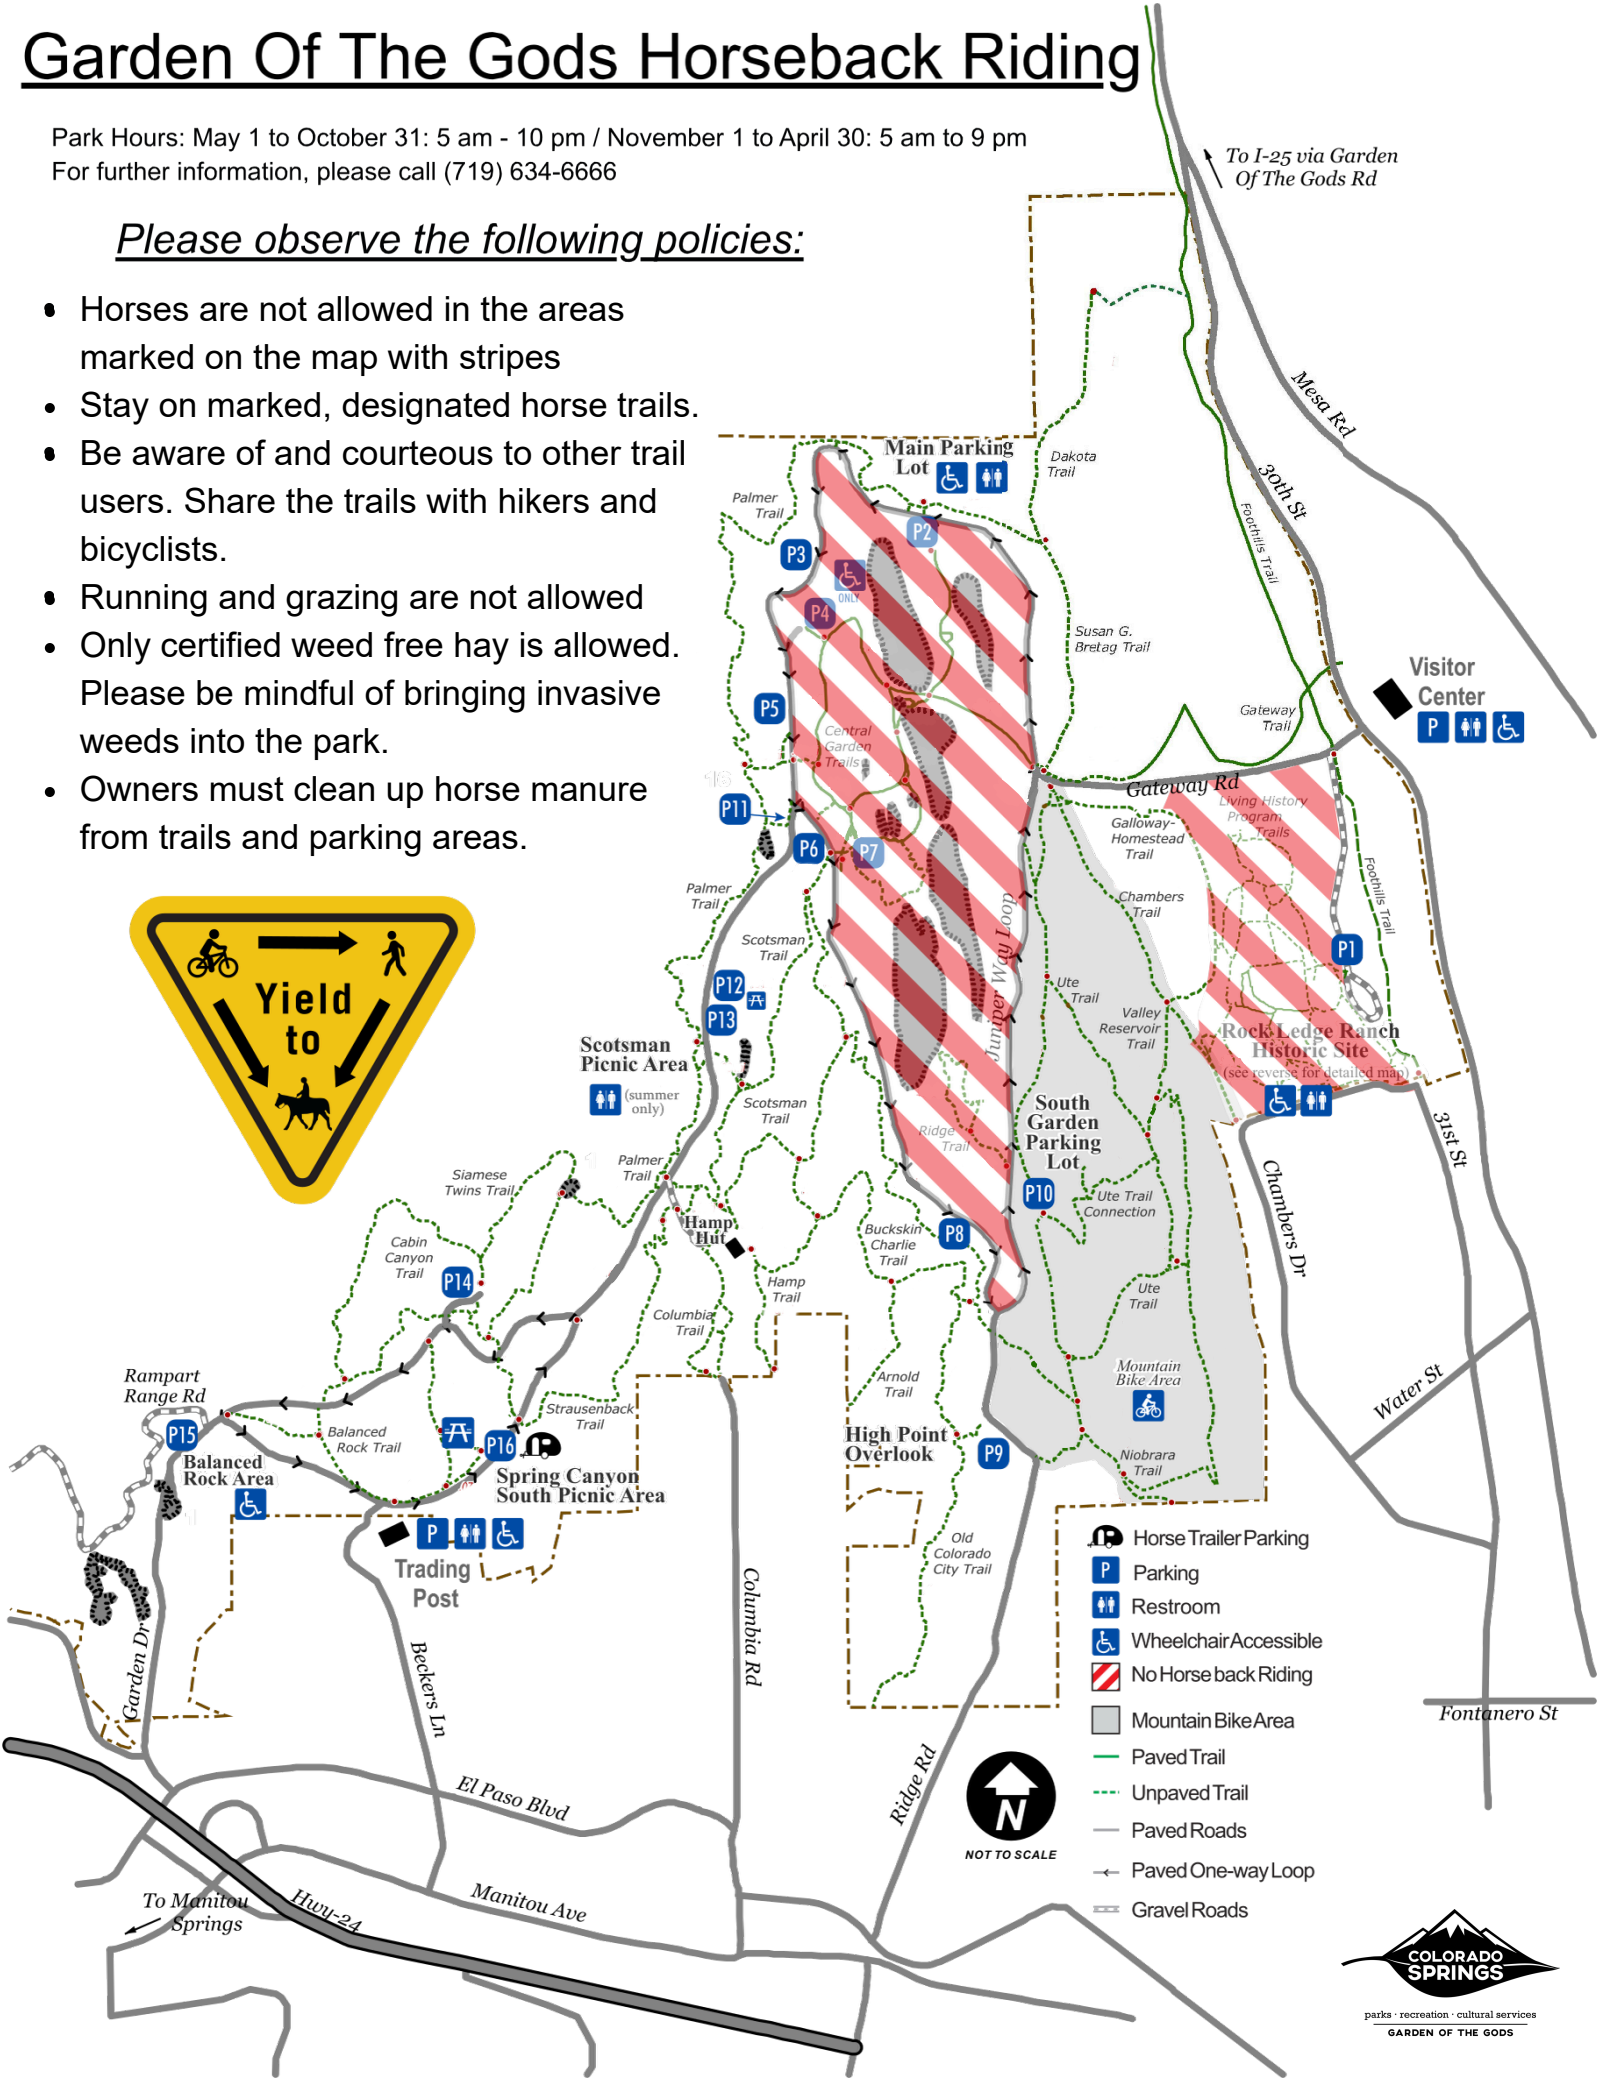 Garden Of The Gods Horseback Riding
Park Hours: May 1 to October 31: 5 am - 10 pm / November 1 to April 30: 5 am to 9 pm
For further information, please call (719) 634-6666
To I-25 via Garden
Of The Gods Rd
Please observe the following policies:
Horses are not allowed in the areas
marked on the map with stripes
Stay on marked, designated horse trails.
Be aware of and courteous to other trail
users. Share the trails with hikers and
bicyclists.
Running and grazing are not allowed
Only certified weed free hay is allowed.
Please be mindful of bringing invasive
weeds into the park.
Owners must clean up horse manure
from trails and parking areas.
Yield
to
Mesa Rd
30th St
Foothills Trail
Main Parking
Lot
Dakota
Trail
Palmer
Trail
P2
P3
ONLY
P4
Susan G.
Bretag Trail
Visitor
Center
P
Gateway
Trail
P5
Central
Garden
Trails
Gateway Rd
P11
Living History
Program
Trails
Galloway-
Homestead
Trail
P6
P7
Foothills Trail
Palmer
Trail
Chambers
Trail
Scotsman
Trail
Juniper Way Loop
P1
P12
P13
Ute
Trail
Valley
Reservoir
Trail
Rock Ledge Ranch
Historic Site
(see reverse for detailed map)
Scotsman
Picnic Area
(summer
only)
Scotsman
Trail
South
Garden
Parking
Lot
Ridge
Trail
31st St
Siamese
Twins Trail
Palmer
Trail
P10
Ute Trail
Connection
Chambers Dr
Hamp
Hut
Buckskin
Charlie
Trail
P8
Cabin
Canyon
Trail
P14
Hamp
Trail
Ute
Trail
Columbia
Trail
Mountain
Bike Area
Rampart
Range Rd
Arnold
Trail
Water St
Strausenback
Trail
P15
Balanced
Rock Trail
P16
High Point
Overlook
P9
Balanced
Rock Area
Spring Canyon
South Picnic Area
Niobrara
Trail
P
Trading
Post
Old
Colorado
City Trail
Columbia Rd
Garden Dr
Beckers Ln
Horse Trailer Parking
P
Parking
Restroom
Wheelchair Accessible
No Horse back Riding
Mountain Bike Area
Paved Trail
Unpaved Trail
Paved Roads
Paved One-way Loop
Gravel Roads
Fontanero St
El Paso Blvd
Ridge Rd
N
NOT TO SCALE
Manitou Ave
To Manitou
Springs
Hwy-24
COLORADO
SPRINGS
parks · recreation · cultural services
GARDEN OF THE GODS